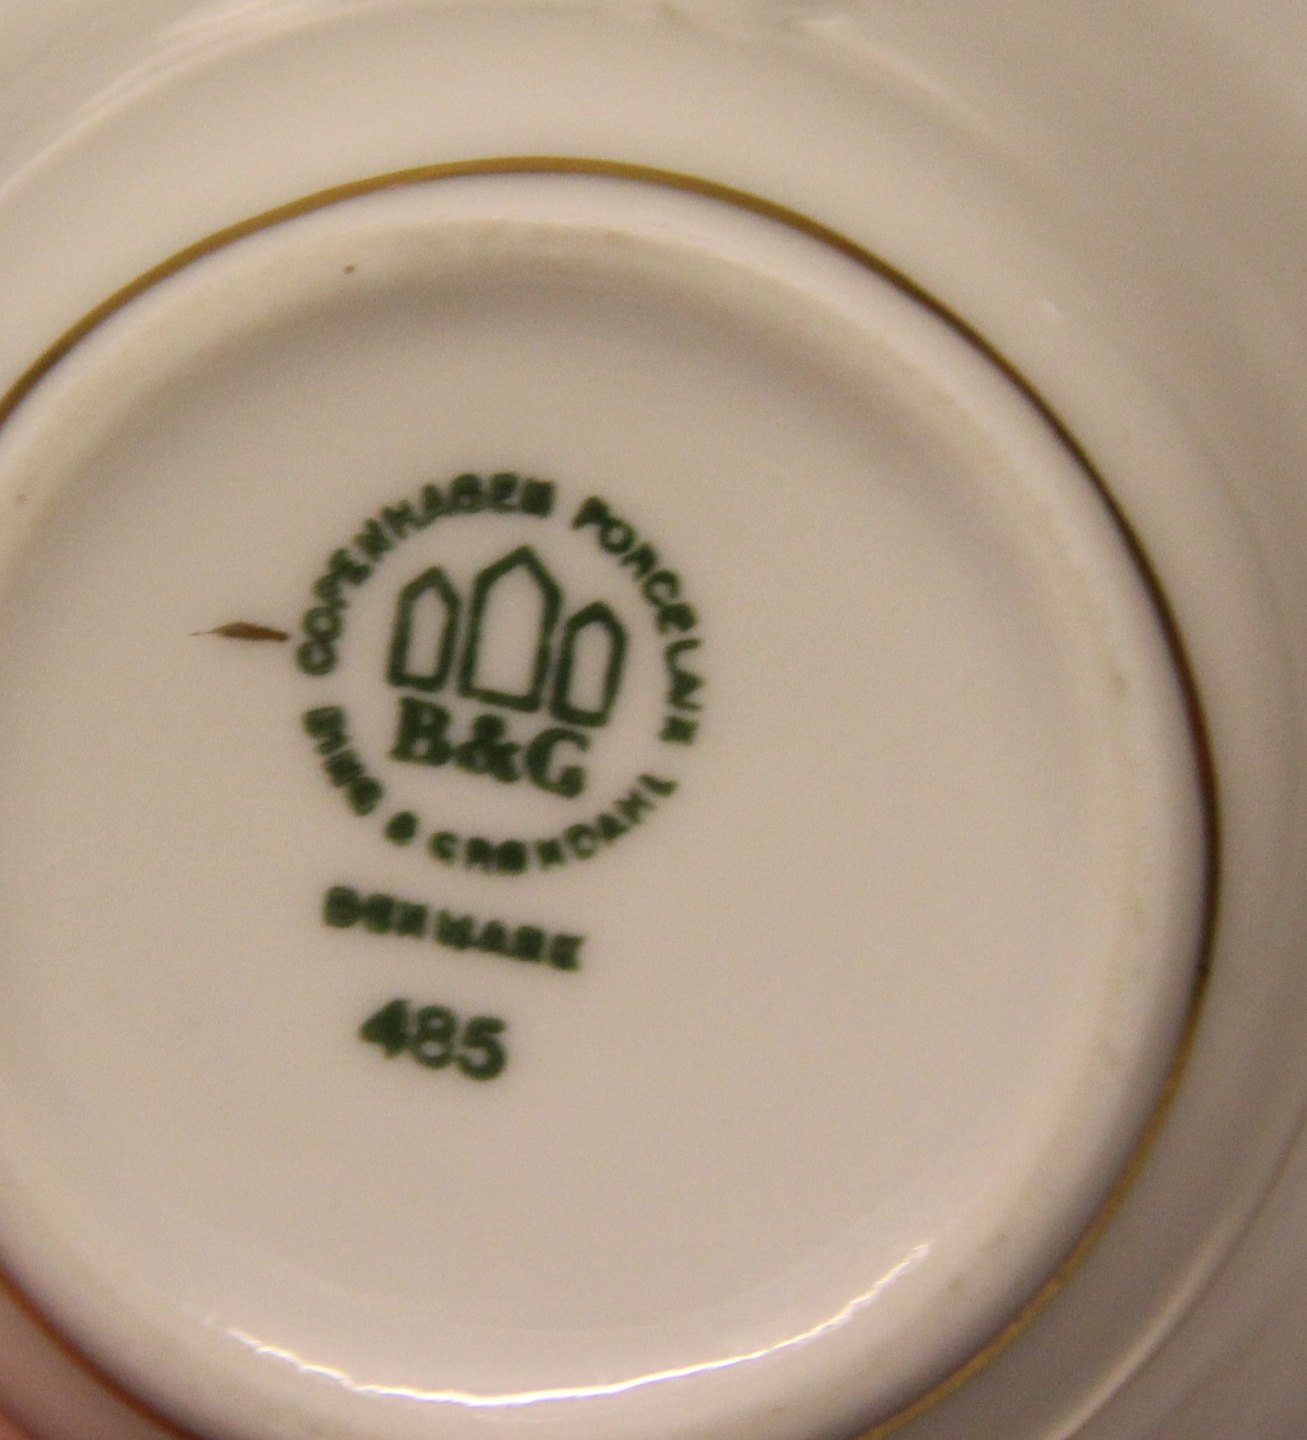 COPENHAGEN PORCELAIN
B&G
BING & GRØNDAHL
DENMARK
485